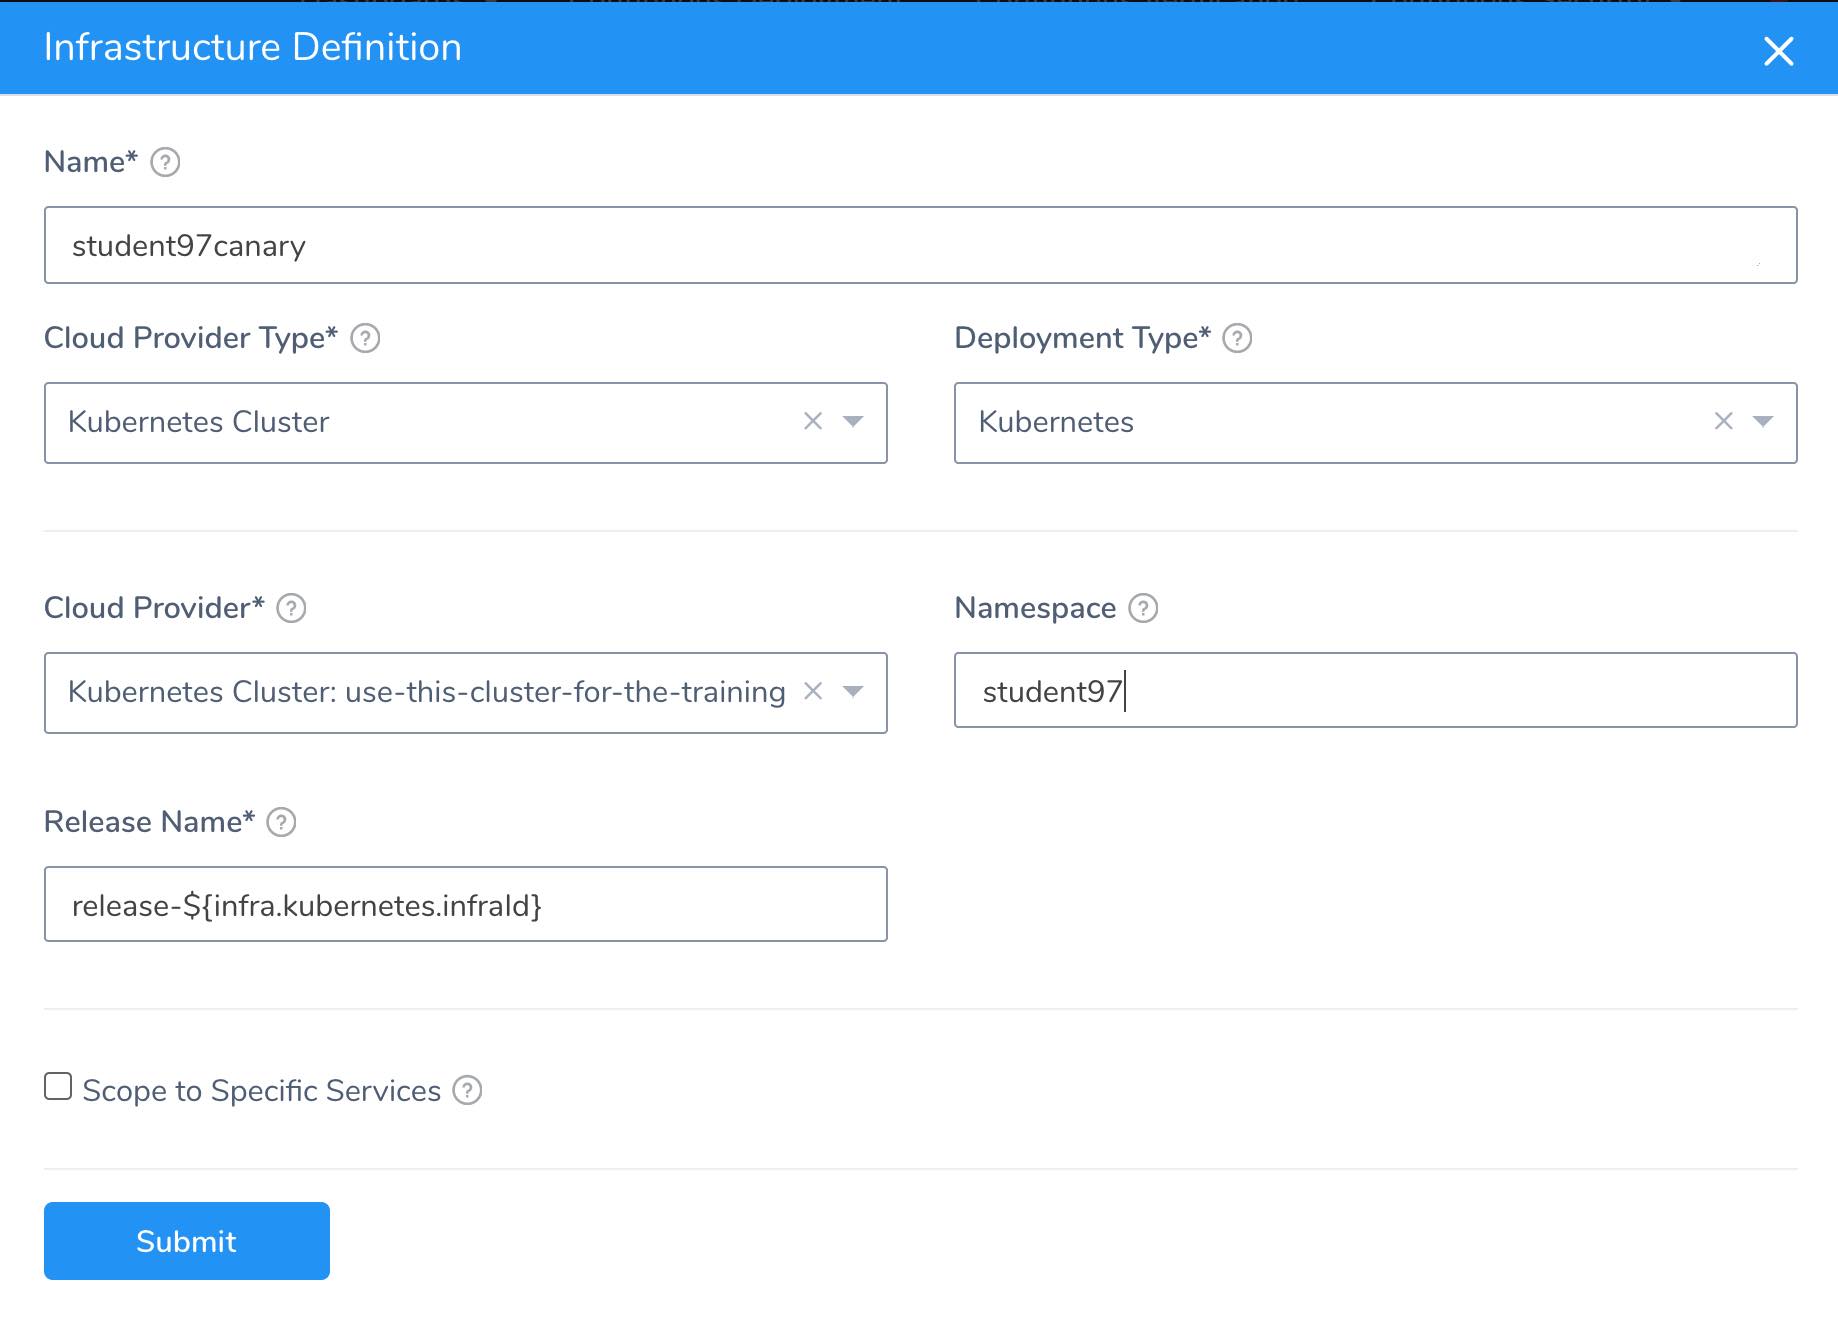 Infrastructure Definition
Name* ?
student97canary
Cloud Provider Type* ? Deployment Type* ?
Kubernetes Cluster Kubernetes
Cloud Provider* ? Namespace ?
Kubernetes Cluster: use-this-cluster-for-the-training student97
Release Name* ?
release-${infra.kubernetes.infraId}
Scope to Specific Services ?
Submit